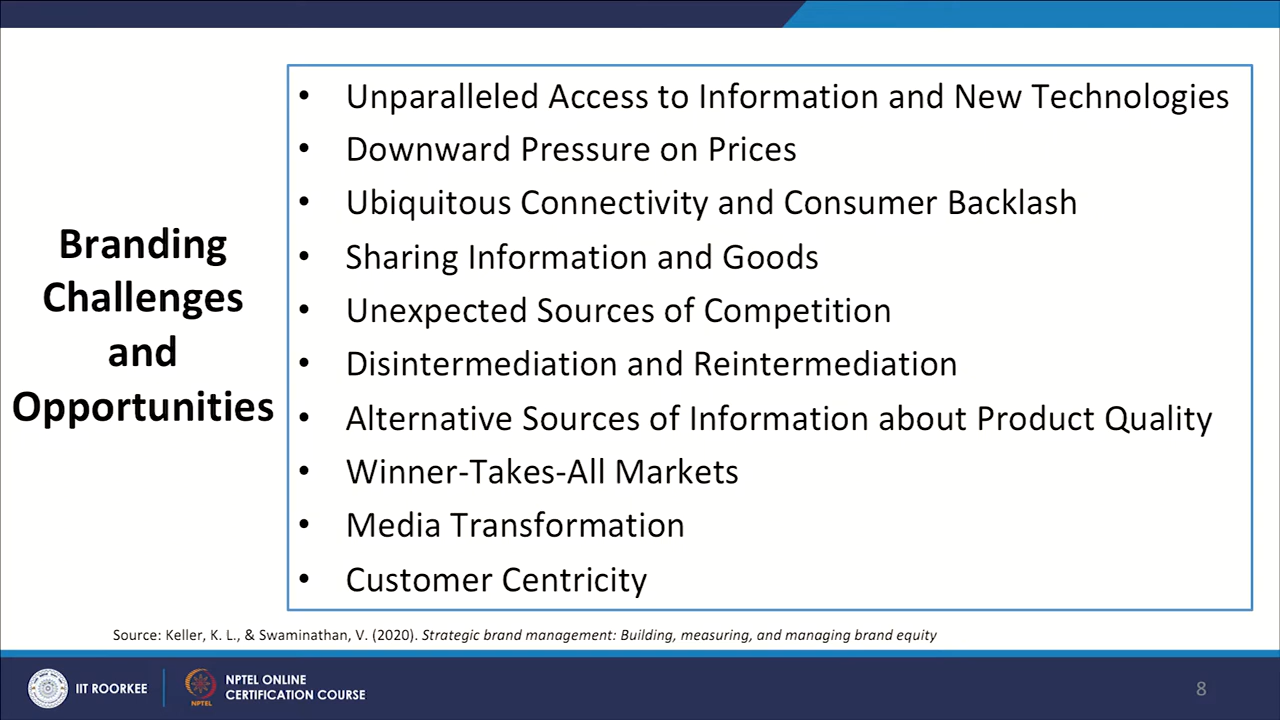 Branding
Challenges
and
Opportunities
• Unparalleled Access to Information and New Technologies
• Downward Pressure on Prices
• Ubiquitous Connectivity and Consumer Backlash
• Sharing Information and Goods
• Unexpected Sources of Competition
• Disintermediation and Reintermediation
• Alternative Sources of Information about Product Quality
• Winner-Takes-All Markets
• Media Transformation
• Customer Centricity
Source: Keller, K. L., & Swaminathan, V. (2020). Strategic brand management: Building, measuring, and managing brand equity
IIT ROORKEE
NPTEL
NPTEL ONLINE
CERTIFICATION COURSE
8